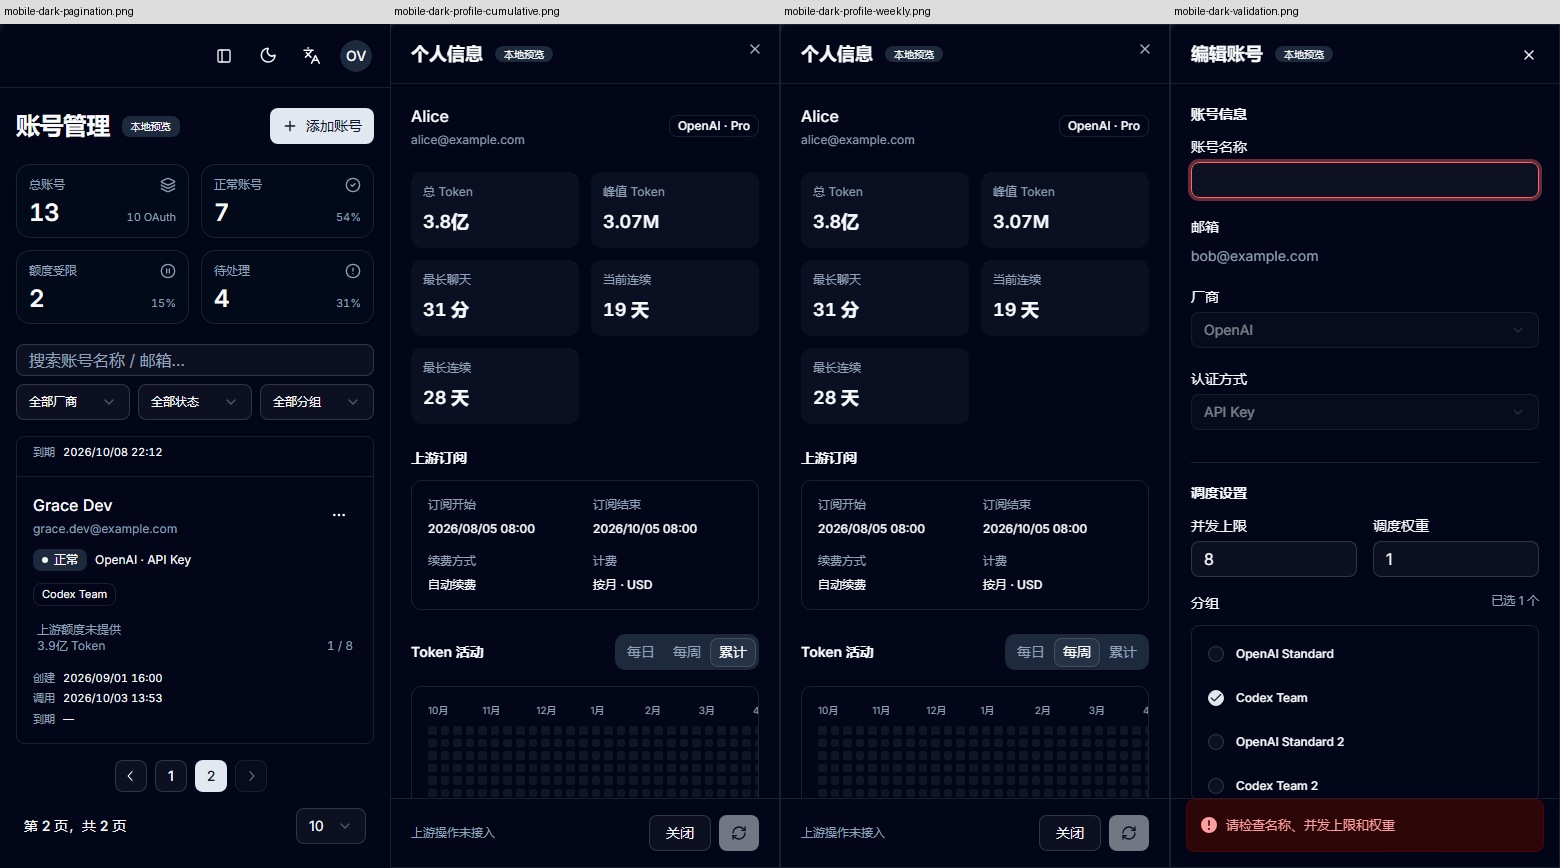 mobile-dark-pagination.png
OV
账号管理
本地预览
添加账号
总账号
13
10 OAuth
正常账号
7
54%
额度受限
2
15%
待处理
4
31%
搜索账号名称 / 邮箱...
全部厂商
全部状态
全部分组
到期 2026/10/08 22:12
Grace Dev
...
grace.dev@example.com
正常 OpenAI · API Key
Codex Team
上游额度未提供
3.9亿 Token
1 / 8
创建 2026/09/01 16:00
调用 2026/10/03 13:53
到期 —
1
2
第 2 页，共 2 页
10
mobile-dark-profile-cumulative.png
个人信息
本地预览
Alice
alice@example.com
OpenAI · Pro
总 Token
3.8亿
峰值 Token
3.07M
最长聊天
31 分
当前连续
19 天
最长连续
28 天
上游订阅
订阅开始
2026/08/05 08:00
订阅结束
2026/10/05 08:00
续费方式
自动续费
计费
按月 · USD
Token 活动
每日
每周
累计
10月 11月 12月 1月 2月 3月 4
上游操作未接入
关闭
mobile-dark-profile-weekly.png
个人信息
本地预览
Alice
alice@example.com
OpenAI · Pro
总 Token
3.8亿
峰值 Token
3.07M
最长聊天
31 分
当前连续
19 天
最长连续
28 天
上游订阅
订阅开始
2026/08/05 08:00
订阅结束
2026/10/05 08:00
续费方式
自动续费
计费
按月 · USD
Token 活动
每日
每周
累计
10月 11月 12月 1月 2月 3月 4
上游操作未接入
关闭
mobile-dark-validation.png
编辑账号
本地预览
账号信息
账号名称
邮箱
bob@example.com
厂商
OpenAI
认证方式
API Key
调度设置
并发上限
8
调度权重
1
分组
已选 1 个
OpenAI Standard
Codex Team
OpenAI Standard 2
Codex Team 2
请检查名称、并发上限和权重